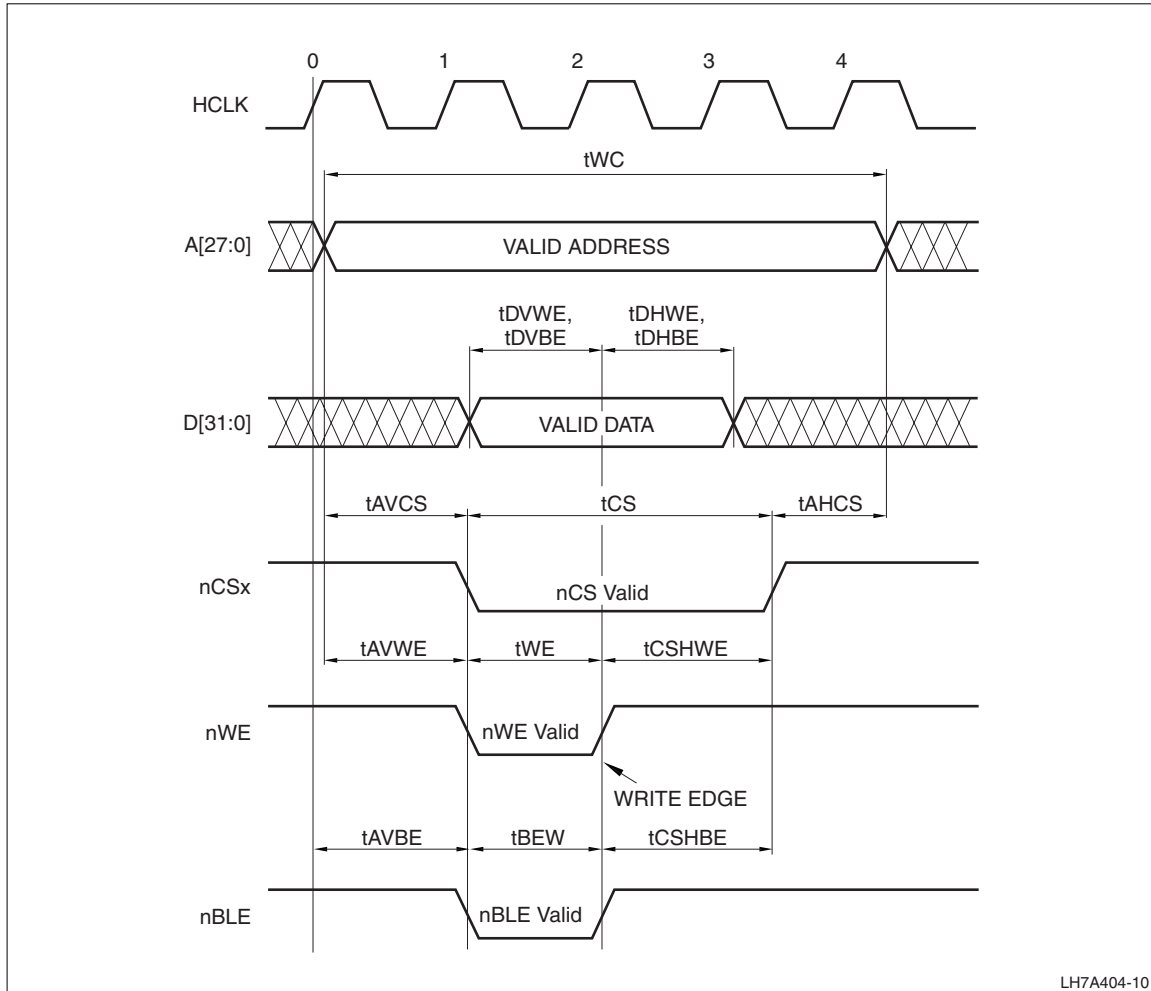 0 1 2 3 4
HCLK
tWC
A[27:0] VALID ADDRESS
tDVWE, tDHWE,
tDVBE tDHBE
D[31:0] VALID DATA
tAVCS tCS tAHCS
nCSx nCS Valid
tAVWE tWE tCSHWE
nWE nWE Valid
WRITE EDGE
tAVBE tBEW tCSHBE
nBLE nBLE Valid
LH7A404-10